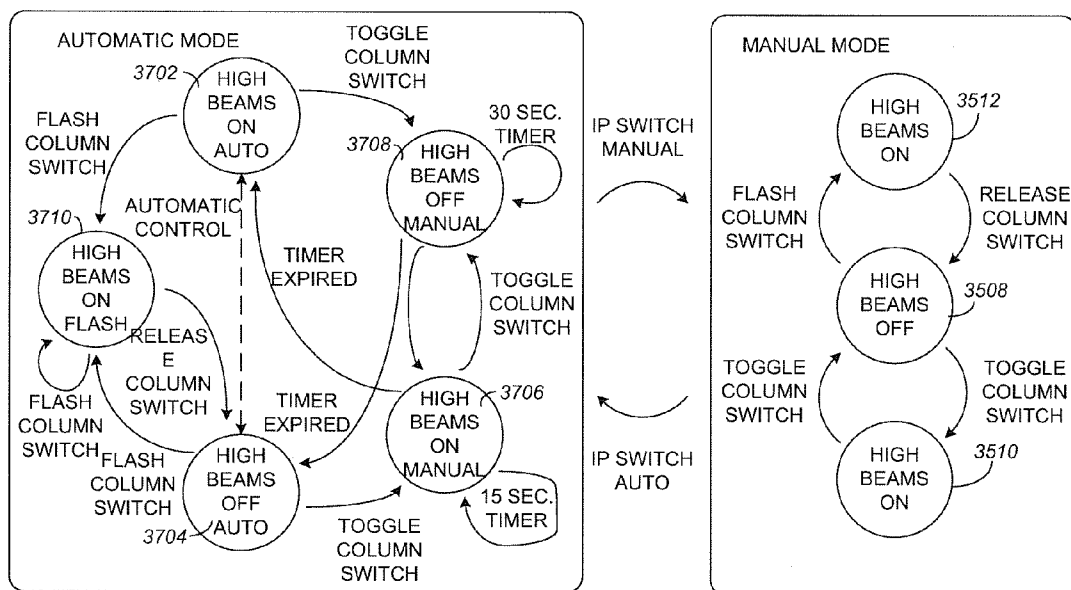 AUTOMATIC MODE
3702
HIGH
BEAMS
ON
AUTO
TOGGLE
COLUMN
SWITCH
FLASH
COLUMN
SWITCH
3708
HIGH
BEAMS
OFF
MANUAL
30 SEC.
TIMER
3710
HIGH
BEAMS
ON
FLASH
AUTOMATIC
CONTROL
TIMER
EXPIRED
TOGGLE
COLUMN
SWITCH
RELEAS
E
COLUMN
SWITCH
FLASH
COLUMN
SWITCH
TIMER
EXPIRED
3706
HIGH
BEAMS
ON
MANUAL
FLASH
COLUMN
SWITCH
HIGH
BEAMS
OFF
AUTO
3704
15 SEC.
TIMER
TOGGLE
COLUMN
SWITCH
IP SWITCH
MANUAL
IP SWITCH
AUTO
MANUAL MODE
HIGH
BEAMS
ON
3512
FLASH
COLUMN
SWITCH
RELEASE
COLUMN
SWITCH
HIGH
BEAMS
OFF
3508
TOGGLE
COLUMN
SWITCH
TOGGLE
COLUMN
SWITCH
HIGH
BEAMS
ON
3510